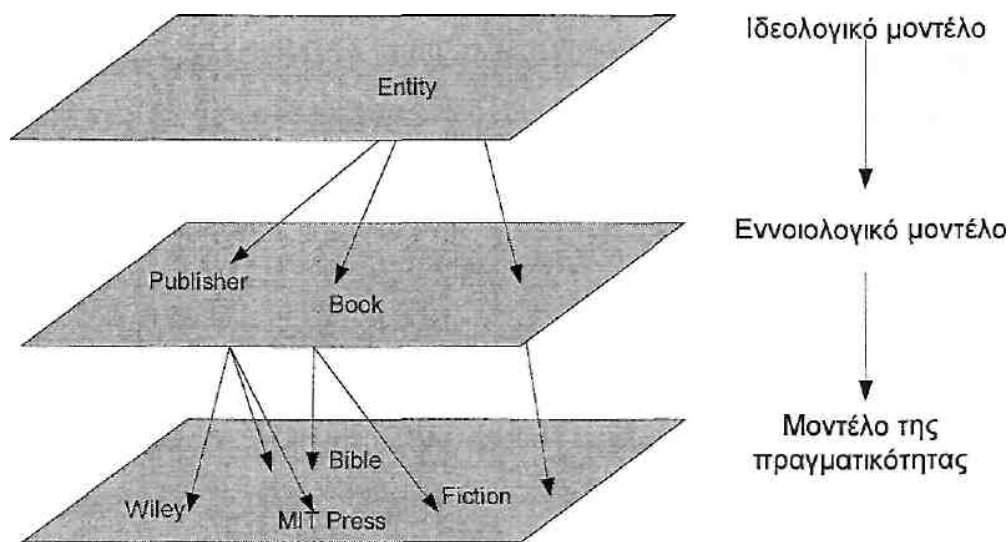 Ιδεολογικό μοντέλο
Entity
Εννοιολογικό μοντέλο
Publisher
Book
Μοντέλο της
πραγματικότητας
Bible
Fiction
Wiley
MIT Press